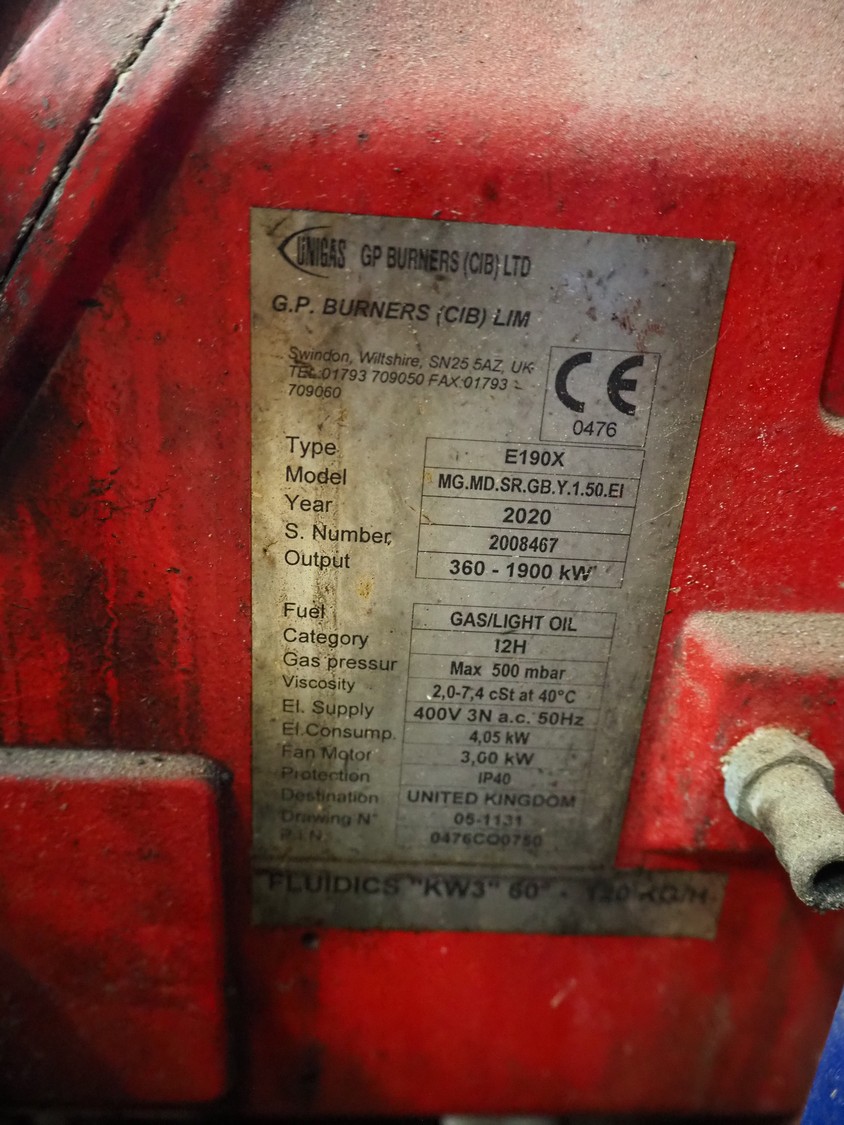 UNIGAS GP BURNERS (CIB) LTD
G.P. BURNERS (CIB) LIM
Swindon, Wiltshire, SN25 5AZ, UK
TEL:01793 709050 FAX:01793
709060
CE
0476
Type E190X
Model MG.MD.SR.GB.Y.1.50.EI
Year 2020
S. Number, 2008467
Output 360 - 1900 kW
Fuel GAS/LIGHT OIL
Category I2H
Gas pressur Max 500 mbar
Viscosity 2,0-7,4 cSt at 40°C
El. Supply 400V 3N a.c. 50Hz
El.Consump. 4,05 kW
Fan Motor 3,00 kW
Protection IP40
Destination UNITED KINGDOM
Drawing N° 05-1131
P.I.N. 0476CO0750
FLUIDICS "KW3" 60° - 120 KG/H